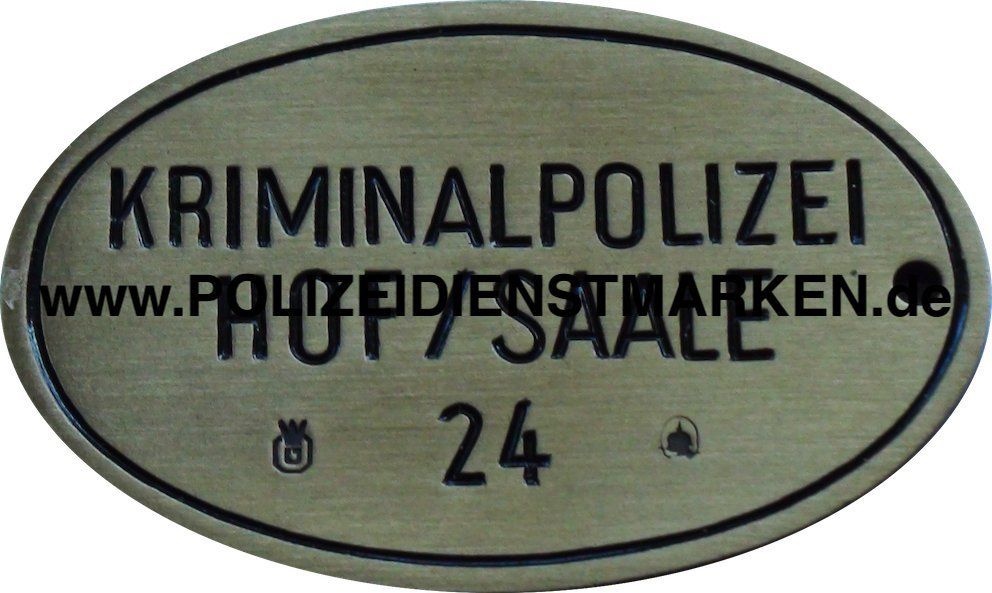 KRIMINALPOLIZEI
www.POLIZEIDIENSTMARKEN.de
HOF/SAALE
24